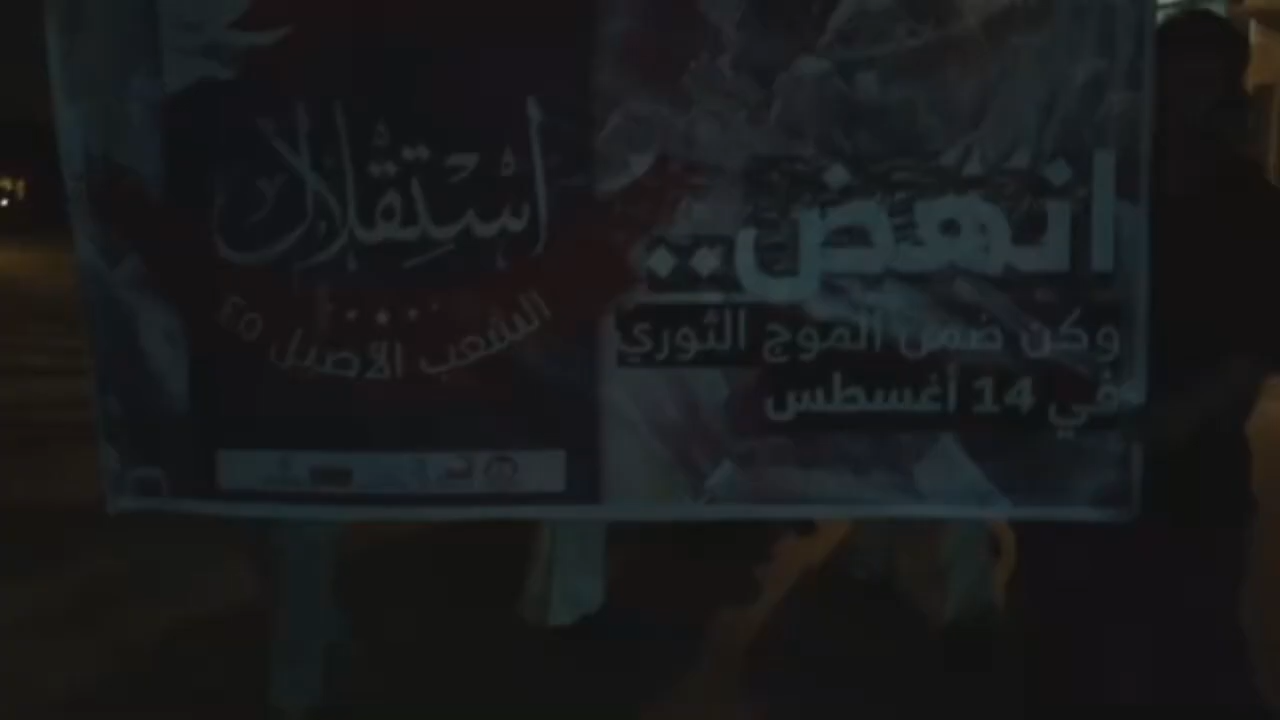 انهض..
وكن ضمن الموج الثوري
في 14 أغسطس
استقلال
الشعب الأصيل